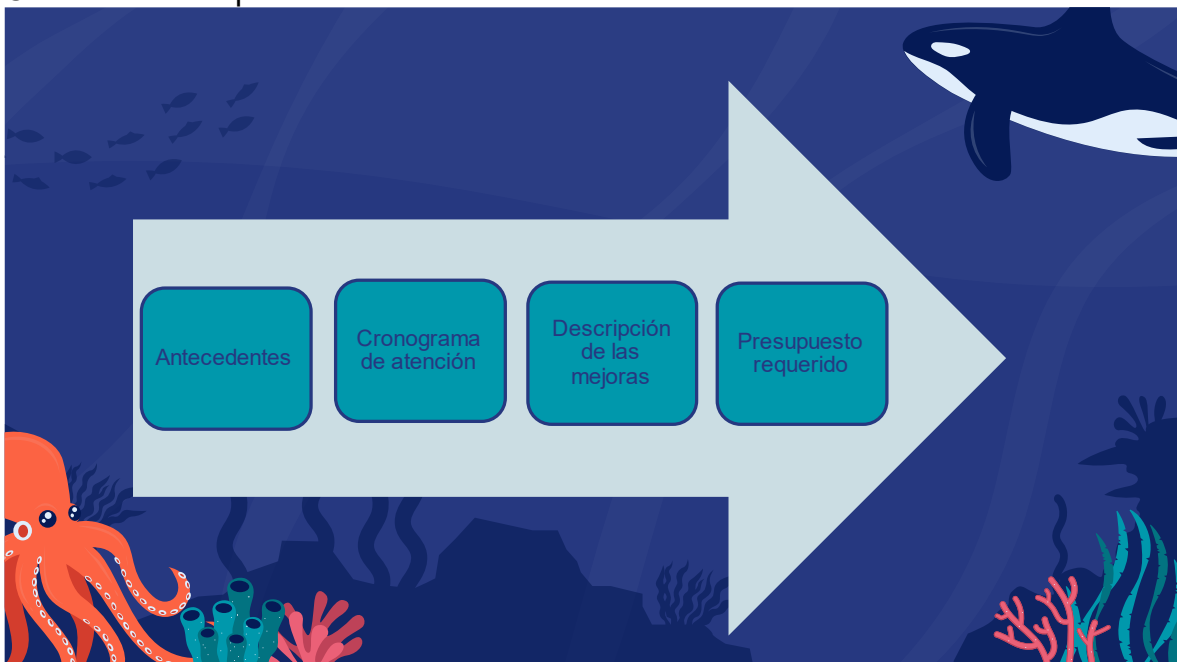 Antecedentes
Cronograma
de atención
Descripción
de las
mejoras
Presupuesto
requerido